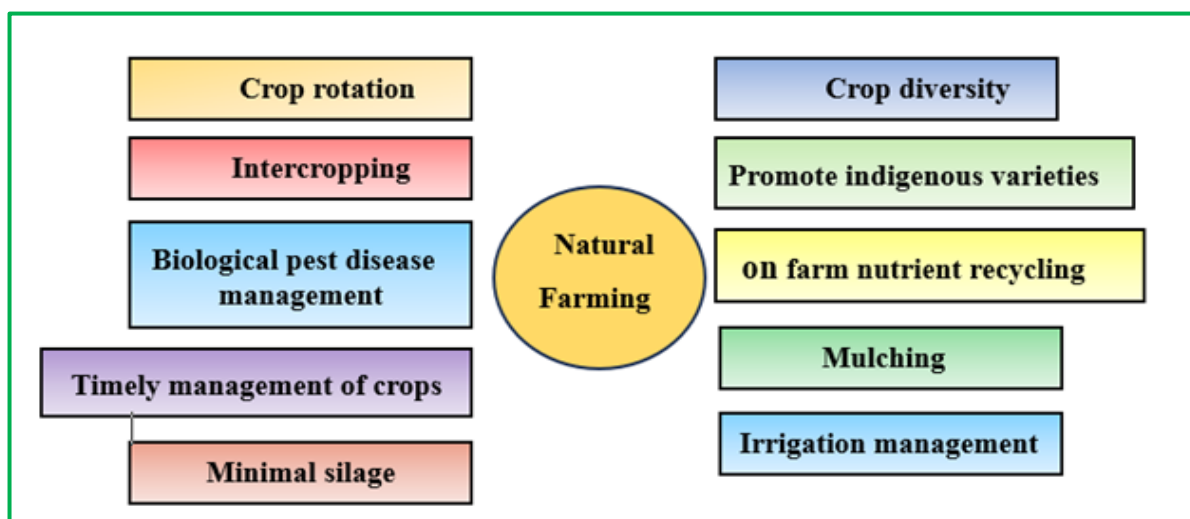 Crop rotation
Intercropping
Biological pest disease
management
Timely management of crops
Minimal silage
Natural
Farming
Crop diversity
Promote indigenous varieties
on farm nutrient recycling
Mulching
Irrigation management